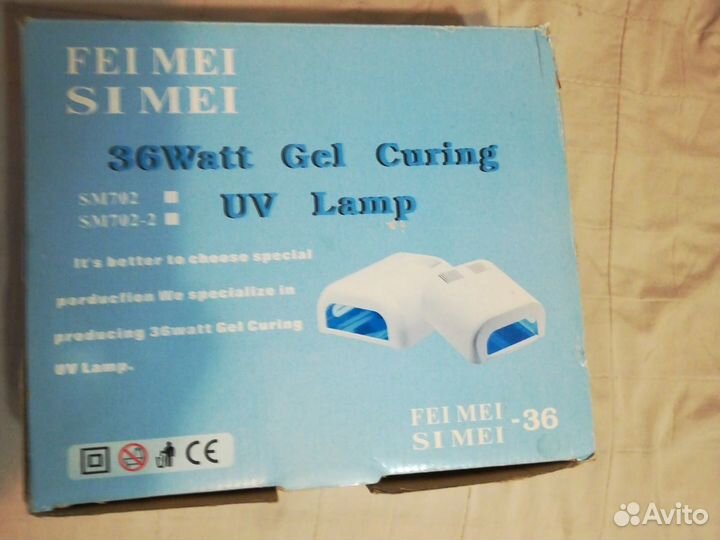 FEI MEI
SI MEI
36Watt Gel Curing
UV Lamp
SM702
SM702-2
It's better to choose special
porducfion We specialize in
producing 36watt Gel Curing
UV Lamp.
FEI MEI
SI MEI -36
CE
Avito